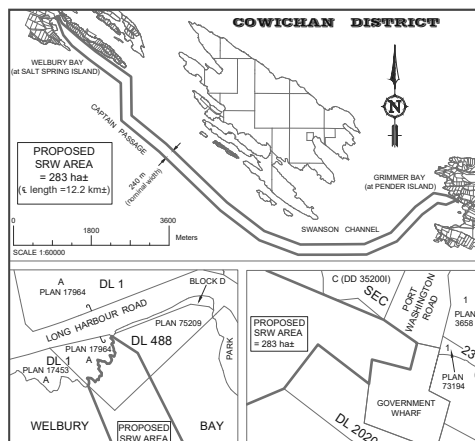 COWICHAN DISTRICT
WELBURY BAY
(at SALT SPRING ISLAND)
CAPTAIN PASSAGE
N
PROPOSED
SRW AREA
= 283 ha±
(℄ length =12.2 km±)
240 m
(nominal width)
GRIMMER BAY
(at PENDER ISLAND)
SWANSON CHANNEL
0
1800
3600
Meters
SCALE 1:60000
A
PLAN 17964
DL 1
BLOCK D
LONG HARBOUR ROAD
PLAN 75209
DL 488
PARK
DL 1
PLAN 17964
A
PLAN 17453
A
WELBURY
PROPOSED
SRW AREA
BAY
C (DD 35200I)
SEC
PORT
WASHINGTON
ROAD
1
PLAN
3658
PROPOSED
SRW AREA
= 283 ha±
1
PLAN
73194
GOVERNMENT
WHARF
DL 2020